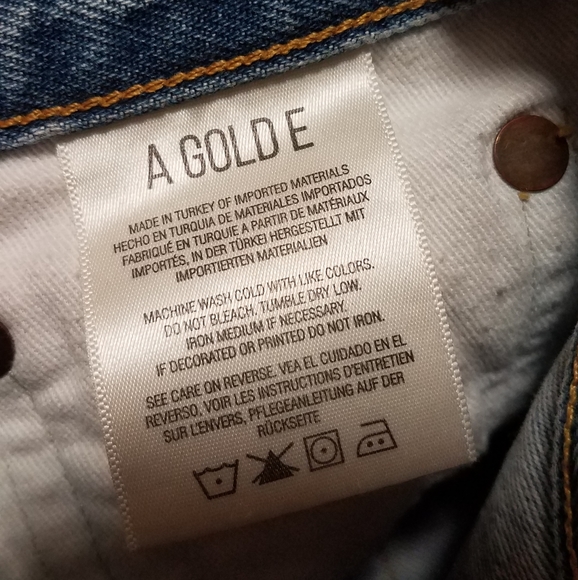 A GOLD E
MADE IN TURKEY OF IMPORTED MATERIALS
HECHO EN TURQUIA DE MATERIALES IMPORTADOS
FABRIQUÉ EN TURQUIE A PARTIR DE MATÉRIAUX
IMPORTÉS, IN DER TÜRKEI HERGESTELLT MIT
IMPORTIERTEN MATERIALIEN
MACHINE WASH COLD WITH LIKE COLORS.
DO NOT BLEACH. TUMBLE DRY LOW.
IRON MEDIUM IF NECESSARY.
IF DECORATED OR PRINTED DO NOT IRON.
SEE CARE ON REVERSE. VEA EL CUIDADO EN EL
REVERSO, VOIR LES INSTRUCTIONS D'ENTRETIEN
SUR L'ENVERS, PFLEGEANLEITUNG AUF DER
RÜCKSEITE